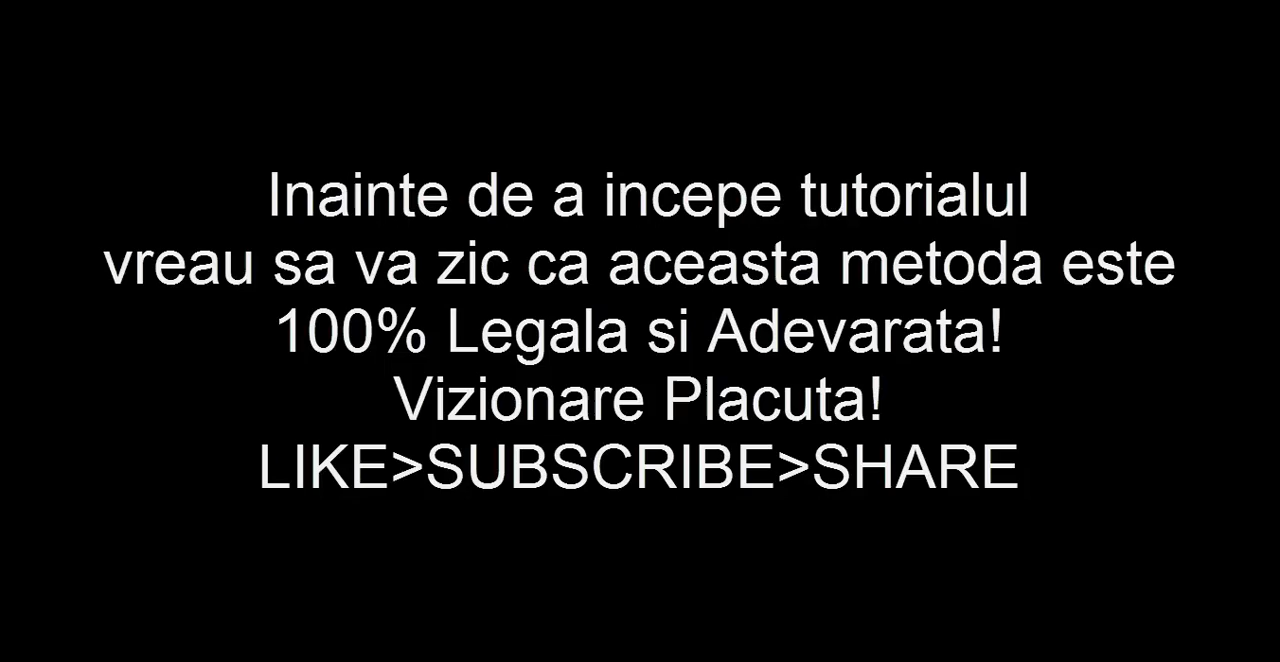 Inainte de a incepe tutorialul
vreau sa va zic ca aceasta metoda este
100% Legala si Adevarata!
Vizionare Placuta!
LIKE>SUBSCRIBE>SHARE